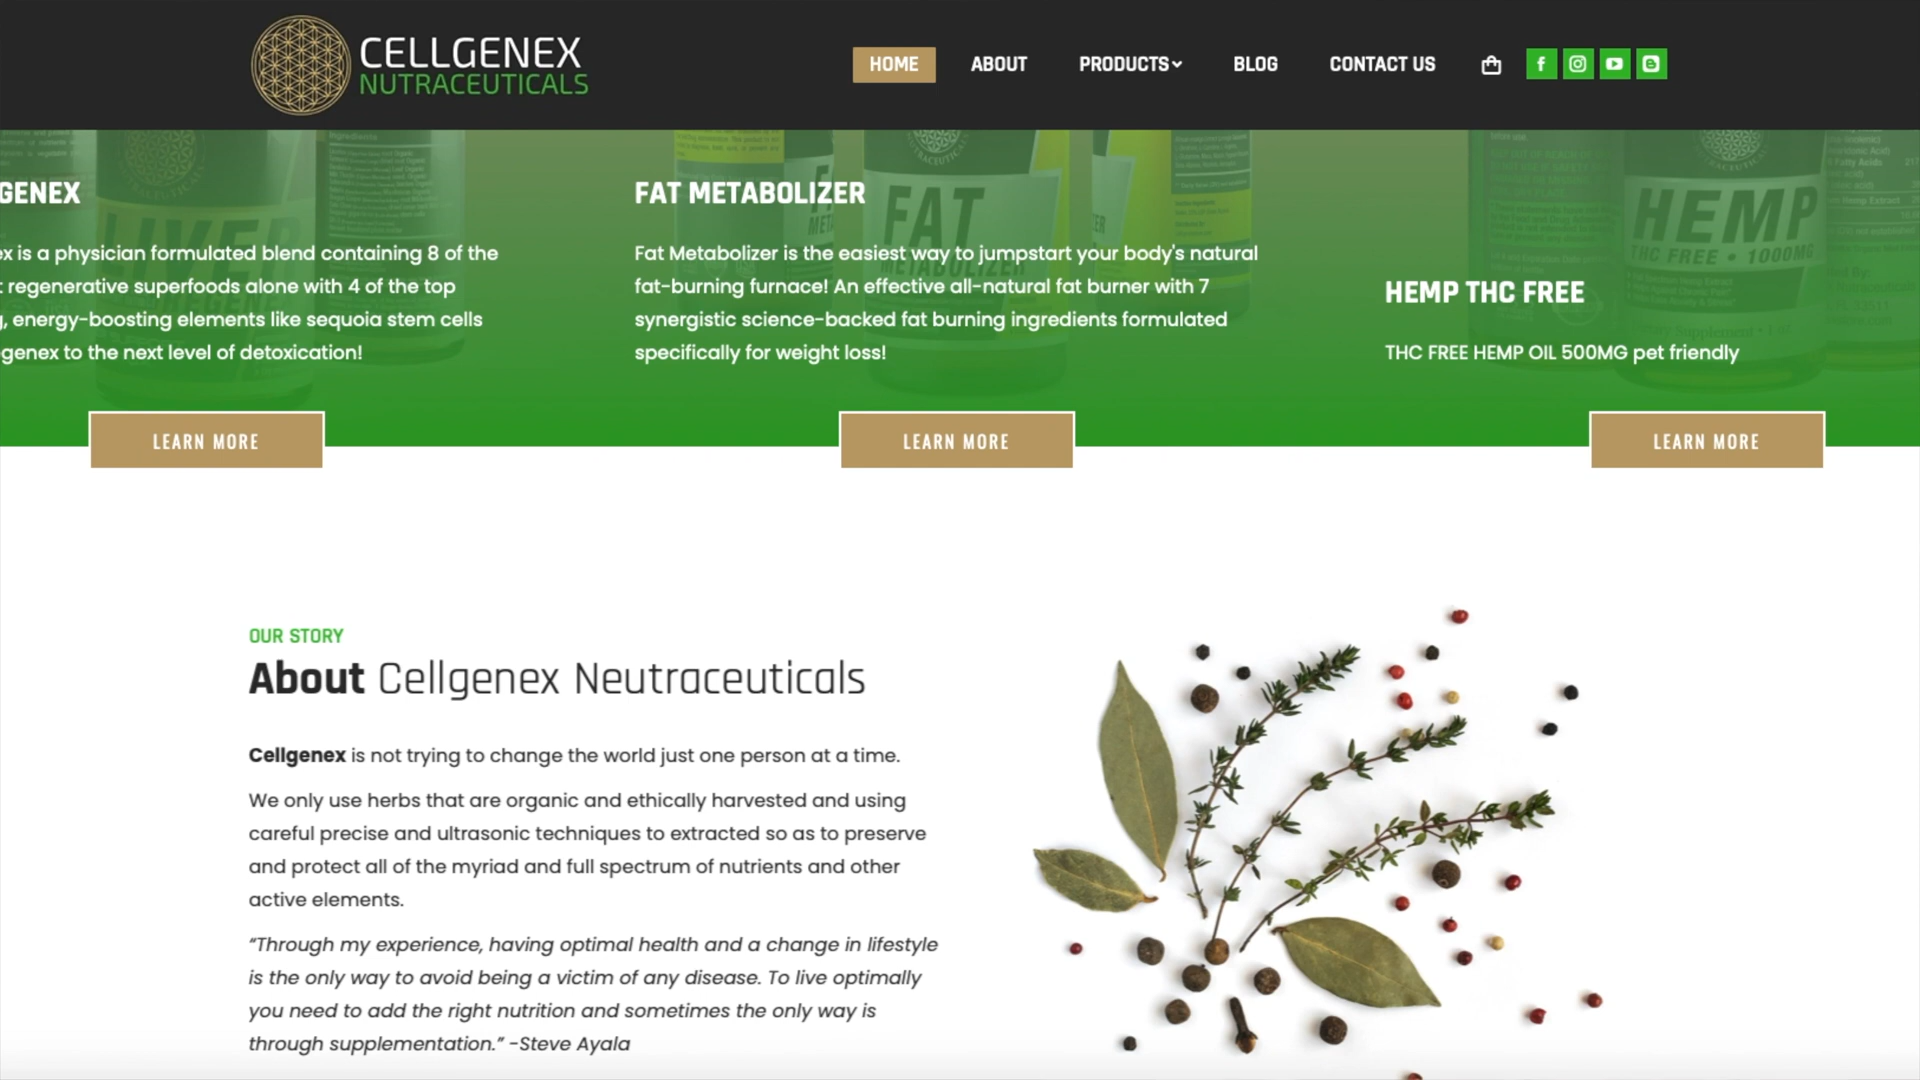 CELLGENEX
NUTRACEUTICALS
HOME ABOUT PRODUCTS BLOG CONTACT US
GENEX
is a physician formulated blend containing 8 of the
regenerative superfoods alone with 4 of the top
energy-boosting elements like sequoia stem cells
genex to the next level of detoxication!
LEARN MORE
FAT METABOLIZER
Fat Metabolizer is the easiest way to jumpstart your body's natural
fat-burning furnace! An effective all-natural fat burner with 7
synergistic science-backed fat burning ingredients formulated
specifically for weight loss!
LEARN MORE
FAT
METABOLIZER
HEMP
THC FREE • 1000MG
HEMP THC FREE
THC FREE HEMP OIL 500MG pet friendly
LEARN MORE
OUR STORY
About Cellgenex Neutraceuticals
Cellgenex is not trying to change the world just one person at a time.
We only use herbs that are organic and ethically harvested and using
careful precise and ultrasonic techniques to extracted so as to preserve
and protect all of the myriad and full spectrum of nutrients and other
active elements.
“Through my experience, having optimal health and a change in lifestyle
is the only way to avoid being a victim of any disease. To live optimally
you need to add the right nutrition and sometimes the only way is
through supplementation.” -Steve Ayala